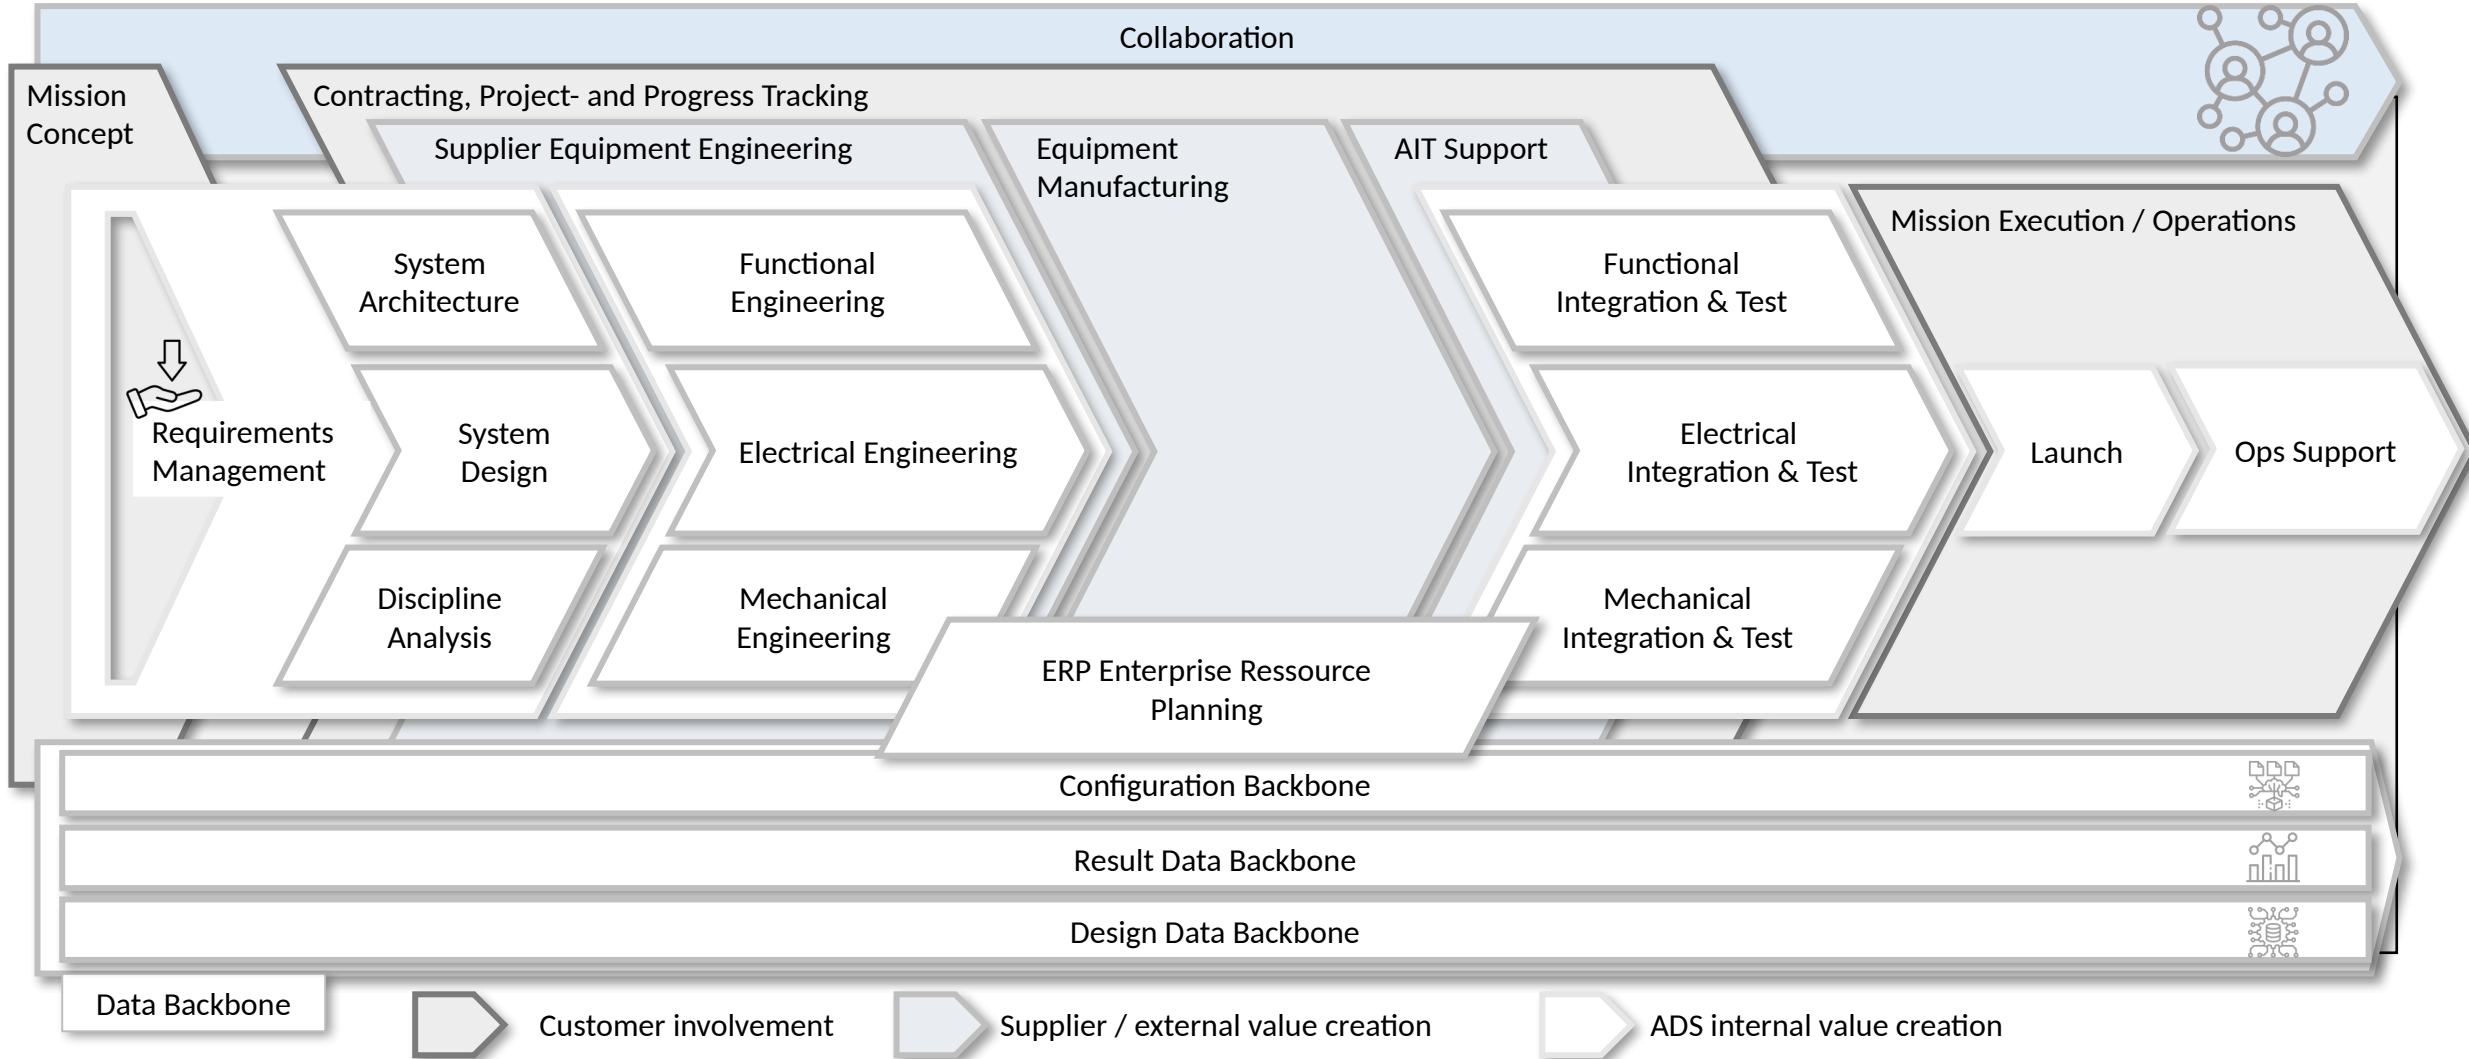 Collaboration
Mission
Concept
Contracting, Project- and Progress Tracking
Supplier Equipment Engineering
Equipment
Manufacturing
AIT Support
Mission Execution / Operations
System
Architecture
Functional
Engineering
Functional
Integration & Test
Requirements
Management
System
Design
Electrical Engineering
Electrical
Integration & Test
Launch
Ops Support
Discipline
Analysis
Mechanical
Engineering
Mechanical
Integration & Test
ERP Enterprise Ressource
Planning
Configuration Backbone
Result Data Backbone
Design Data Backbone
Data Backbone
Customer involvement
Supplier / external value creation
ADS internal value creation